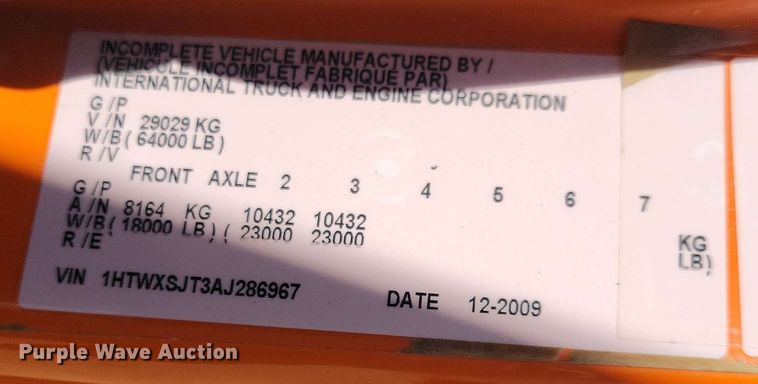 INCOMPLETE VEHICLE MANUFACTURED BY /
(VEHICULE INCOMPLET FABRIQUE PAR)
INTERNATIONAL TRUCK AND ENGINE CORPORATION
G /P
V /N 29029 KG
W/B ( 64000 LB )
R /V
FRONT AXLE 2 3 4 5 6 7
G /P
A /N 8164 KG 10432 10432 KG
W/B ( 18000 LB ) ( 23000 23000 LB)
R /E
VIN 1HTWXSJT3AJ286967 DATE 12-2009
Purple Wave Auction